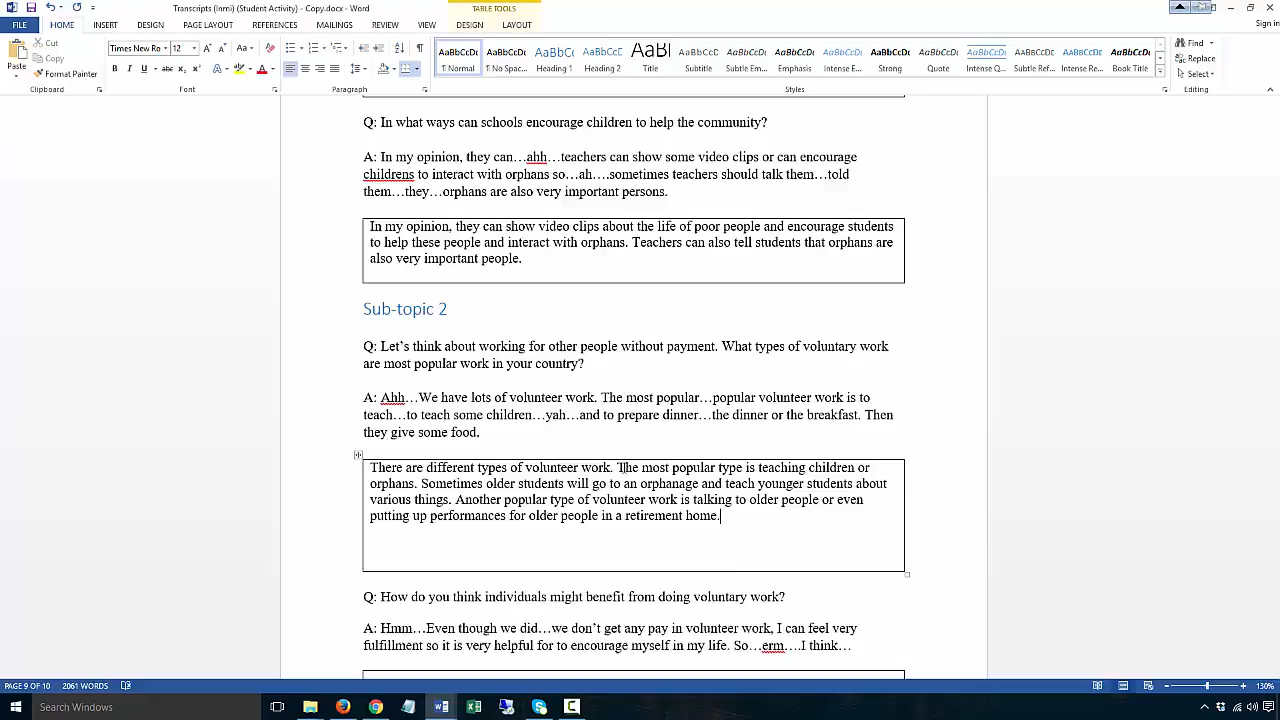 Transcripts (Inmi) (Student Activity) - Copy.docx - Word
TABLE TOOLS
Sign in
FILE HOME INSERT DESIGN PAGE LAYOUT REFERENCES MAILINGS REVIEW VIEW DESIGN LAYOUT
Paste
Cut
Copy
Format Painter
Clipboard
Times New Ro 12
Font
Paragraph
AaBbCcDc AaBbCcDc AaBbCc AaBbCcD AaBl AaBbCcD AaBbCcDc AaBbCcDc AaBbCcDc AaBbCcDc AaBbCcDc AaBbCcDc AaBbCcDc AaBbCcDc AaBbCcDc
¶ Normal ¶ No Spac... Heading 1 Heading 2 Title Subtitle Subtle Em... Emphasis Intense E... Strong Quote Intense Q... Subtle Ref... Intense Re... Book Title
Styles
Find
Replace
Select
Editing
Q: In what ways can schools encourage children to help the community?
A: In my opinion, they can…ahh…teachers can show some video clips or can encourage
childrens to interact with orphans so…ah….sometimes teachers should talk them…told
them…they…orphans are also very important persons.
In my opinion, they can show video clips about the life of poor people and encourage students
to help these people and interact with orphans. Teachers can also tell students that orphans are
also very important people.
Sub-topic 2
Q: Let’s think about working for other people without payment. What types of voluntary work
are most popular work in your country?
A: Ahh…We have lots of volunteer work. The most popular…popular volunteer work is to
teach…to teach some children…yah…and to prepare dinner…the dinner or the breakfast. Then
they give some food.
There are different types of volunteer work. The most popular type is teaching children or
orphans. Sometimes older students will go to an orphanage and teach younger students about
various things. Another popular type of volunteer work is talking to older people or even
putting up performances for older people in a retirement home.
Q: How do you think individuals might benefit from doing voluntary work?
A: Hmm…Even though we did…we don’t get any pay in volunteer work, I can feel very
fulfillment so it is very helpful for to encourage myself in my life. So…erm….I think…
PAGE 9 OF 10 2061 WORDS
130%
Search Windows